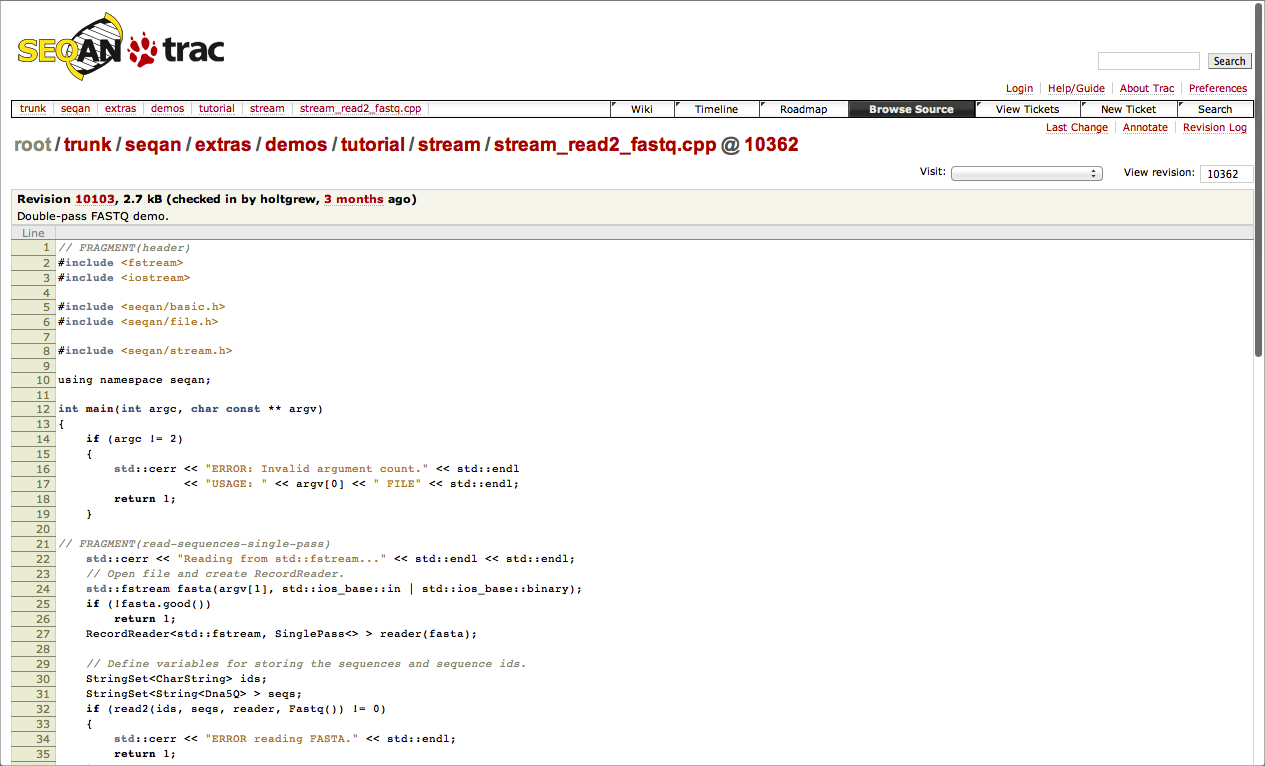 SEQAN trac
Search
Login Help/Guide About Trac Preferences
trunk seqan extras demos tutorial stream stream_read2_fastq.cpp Wiki Timeline Roadmap Browse Source View Tickets New Ticket Search
Last Change Annotate Revision Log
root/trunk/seqan/extras/demos/tutorial/stream/stream_read2_fastq.cpp @ 10362
Visit: View revision: 10362
Revision 10103, 2.7 kB (checked in by holtgrew, 3 months ago)
Double-pass FASTQ demo.
Line
1 // FRAGMENT(header)
2 #include <fstream>
3 #include <iostream>
4
5 #include <seqan/basic.h>
6 #include <seqan/file.h>
7
8 #include <seqan/stream.h>
9
10 using namespace seqan;
11
12 int main(int argc, char const ** argv)
13 {
14     if (argc != 2)
15     {
16         std::cerr << "ERROR: Invalid argument count." << std::endl
17                   << "USAGE: " << argv[0] << " FILE" << std::endl;
18         return 1;
19     }
20
21 // FRAGMENT(read-sequences-single-pass)
22     std::cerr << "Reading from std::fstream..." << std::endl << std::endl;
23     // Open file and create RecordReader.
24     std::fstream fasta(argv[1], std::ios_base::in | std::ios_base::binary);
25     if (!fasta.good())
26         return 1;
27     RecordReader<std::fstream, SinglePass<> > reader(fasta);
28
29     // Define variables for storing the sequences and sequence ids.
30     StringSet<CharString> ids;
31     StringSet<String<Dna5Q> > seqs;
32     if (read2(ids, seqs, reader, Fastq()) != 0)
33     {
34         std::cerr << "ERROR reading FASTA." << std::endl;
35         return 1;